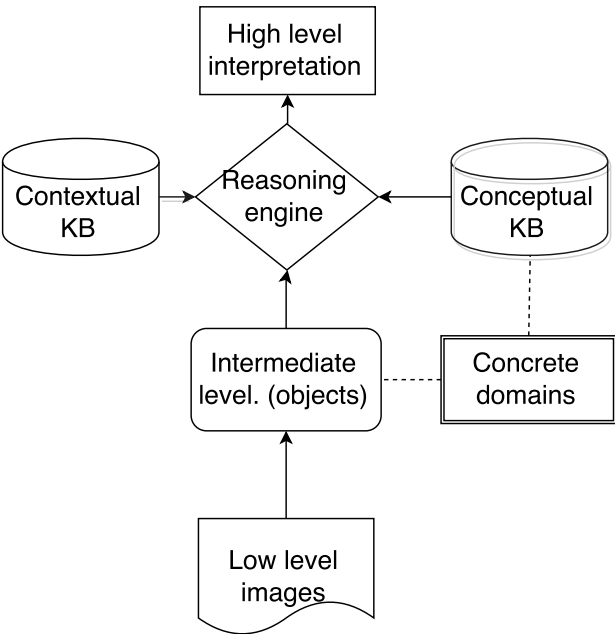 High level
interpretation
Contextual
KB
Reasoning
engine
Conceptual
KB
Intermediate
level. (objects)
Concrete
domains
Low level
images